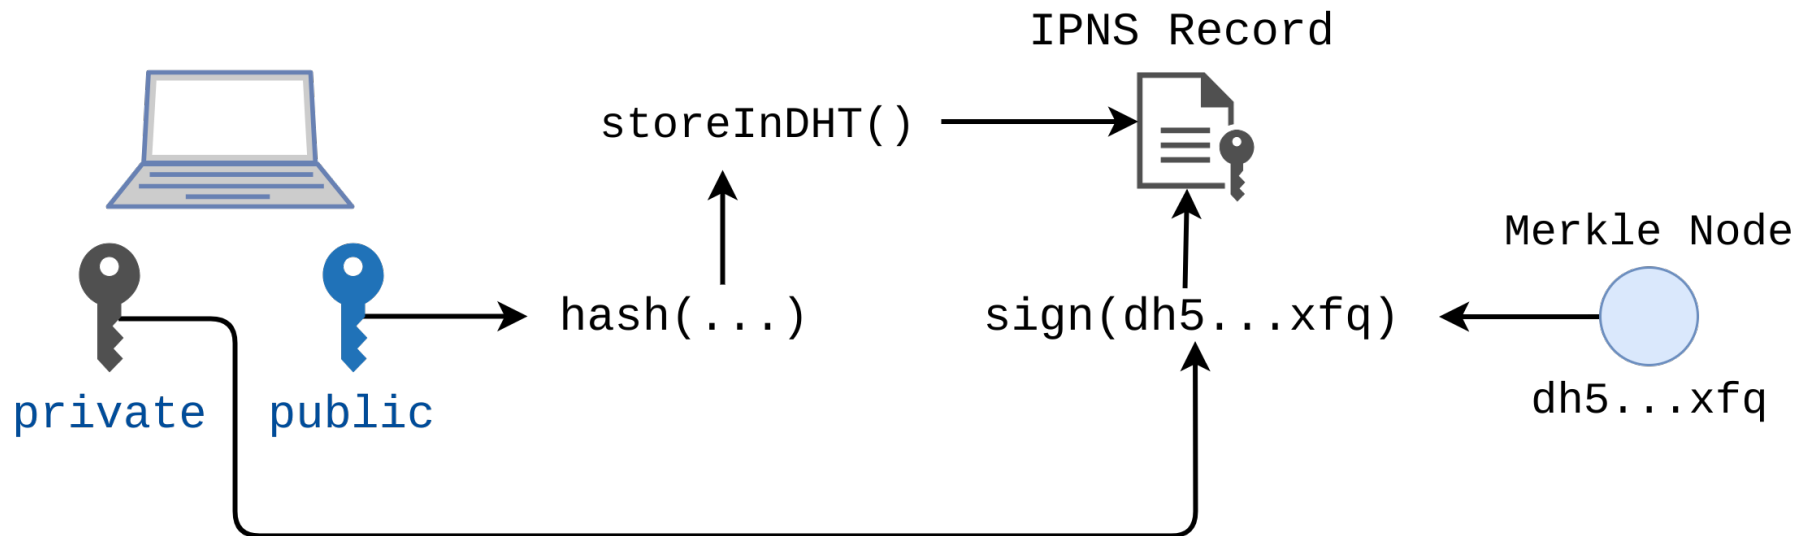 IPNS Record
storeInDHT()
Merkle Node
hash(...)
sign(dh5...xfq)
dh5...xfq
private
public